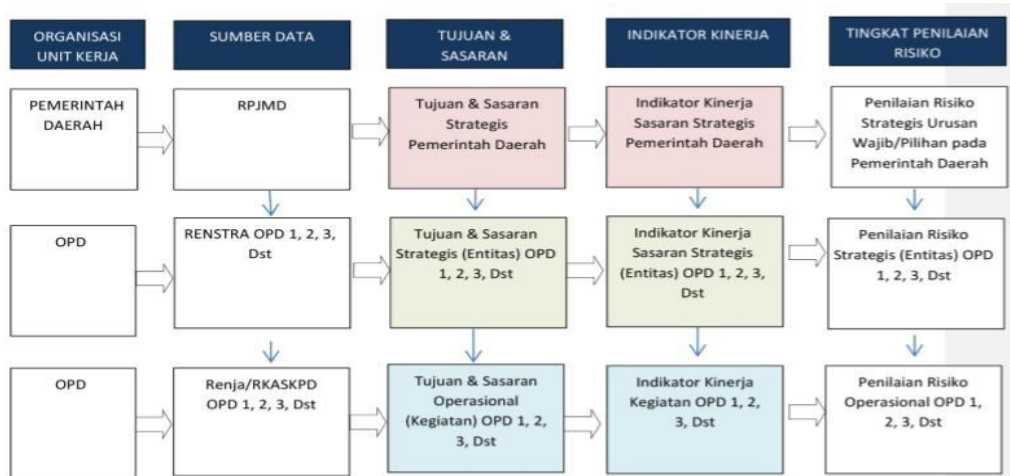 ORGANISASI
UNIT KERJA
SUMBER DATA
TUJUAN &
SASARAN
INDIKATOR KINERJA
TINGKAT PENILAIAN
RISIKO
PEMERINTAH
DAERAH
RPJMD
Tujuan & Sasaran
Strategis
Pemerintah Daerah
Indikator Kinerja
Sasaran Strategis
Pemerintah Daerah
Penilaian Risiko
Strategis Urusan
Wajib/Pilihan pada
Pemerintah Daerah
OPD
RENSTRA OPD 1, 2, 3,
Dst
Tujuan & Sasaran
Strategis (Entitas) OPD
1, 2, 3, Dst
Indikator Kinerja
Sasaran Strategis
(Entitas) OPD 1, 2, 3,
Dst
Penilaian Risiko
Strategis (Entitas) OPD
1, 2, 3, Dst
OPD
Renja/RKASKPD
OPD 1, 2, 3, Dst
Tujuan & Sasaran
Operasional
(Kegiatan) OPD 1, 2,
3, Dst
Indikator Kinerja
Kegiatan OPD 1, 2,
3, Dst
Penilaian Risiko
Operasional OPD 1,
2, 3, Dst